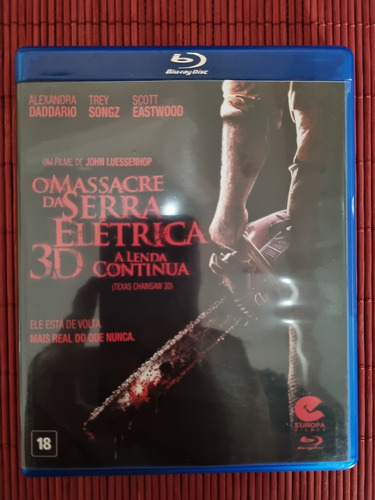 Blu-ray Disc
ALEXANDRA TREY SCOTT
DADDARIO SONGZ EASTWOOD
UM FILME DE JOHN LUESSENHOP
O MASSACRE
DA SERRA
ELÉTRICA
3D A LENDA
CONTINUA
(TEXAS CHAINSAW 3D)
ELE ESTÁ DE VOLTA.
MAIS REAL DO QUE NUNCA.
18
e
EUROPA
FILMES